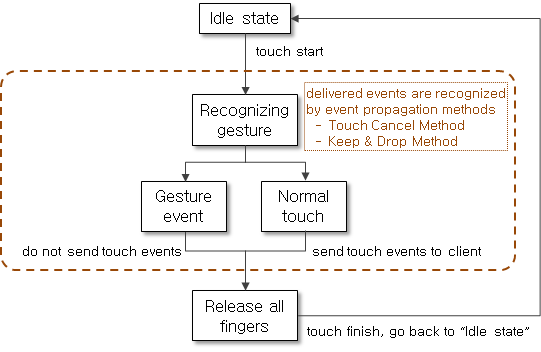 Idle state
touch start
delivered events are recognized
by event propagation methods
- Touch Cancel Method
- Keep & Drop Method
Recognizing
gesture
Gesture
event
Normal
touch
do not send touch events
send touch events to client
Release all
fingers
touch finish, go back to “Idle state”